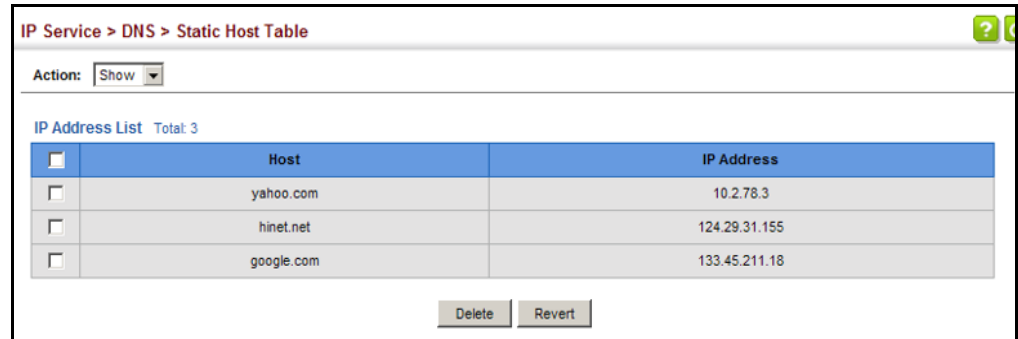 IP Service > DNS > Static Host Table
?
Action: Show
IP Address List Total: 3
Host IP Address
yahoo.com 10.2.78.3
hinet.net 124.29.31.155
google.com 133.45.211.18
Delete Revert